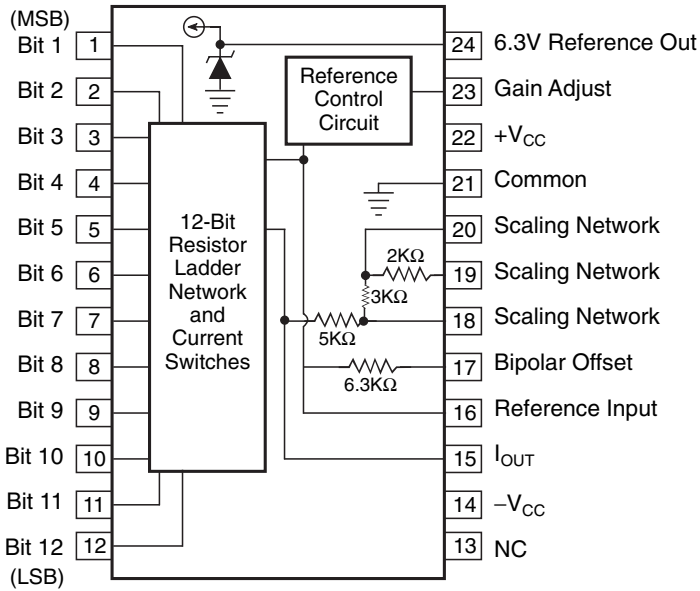 (MSB)
Bit 1 1
Bit 2 2
Bit 3 3
Bit 4 4
Bit 5 5
Bit 6 6
Bit 7 7
Bit 8 8
Bit 9 9
Bit 10 10
Bit 11 11
Bit 12 12
(LSB)
12-Bit
Resistor
Ladder
Network
and
Current
Switches
Reference
Control
Circuit
2KΩ
3KΩ
5KΩ
6.3KΩ
24 6.3V Reference Out
23 Gain Adjust
22 +VCC
21 Common
20 Scaling Network
19 Scaling Network
18 Scaling Network
17 Bipolar Offset
16 Reference Input
15 IOUT
14 –VCC
13 NC